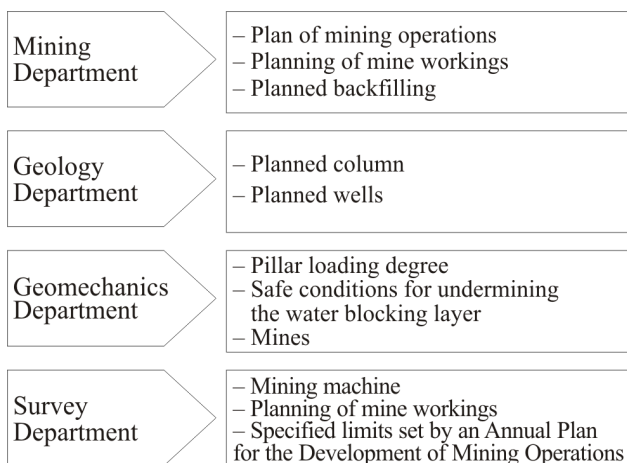 Mining
Department
– Plan of mining operations
– Planning of mine workings
– Planned backfilling
Geology
Department
– Planned column
– Planned wells
Geomechanics
Department
– Pillar loading degree
– Safe conditions for undermining
the water blocking layer
– Mines
Survey
Department
– Mining machine
– Planning of mine workings
– Specified limits set by an Annual Plan
for the Development of Mining Operations